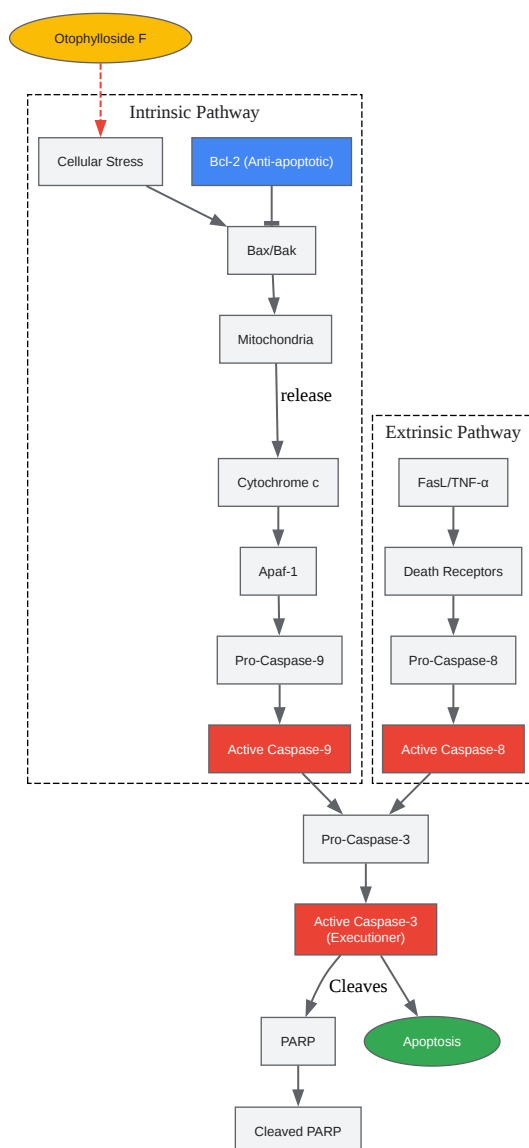 Otophylloside F
Intrinsic Pathway
Cellular Stress
Bcl-2 (Anti-apoptotic)
Bax/Bak
Mitochondria
release
Extrinsic Pathway
Cytochrome c
FasL/TNF-α
Apaf-1
Death Receptors
Pro-Caspase-9
Pro-Caspase-8
Active Caspase-9
Active Caspase-8
Pro-Caspase-3
Active Caspase-3
(Executioner)
Cleaves
PARP
Apoptosis
Cleaved PARP